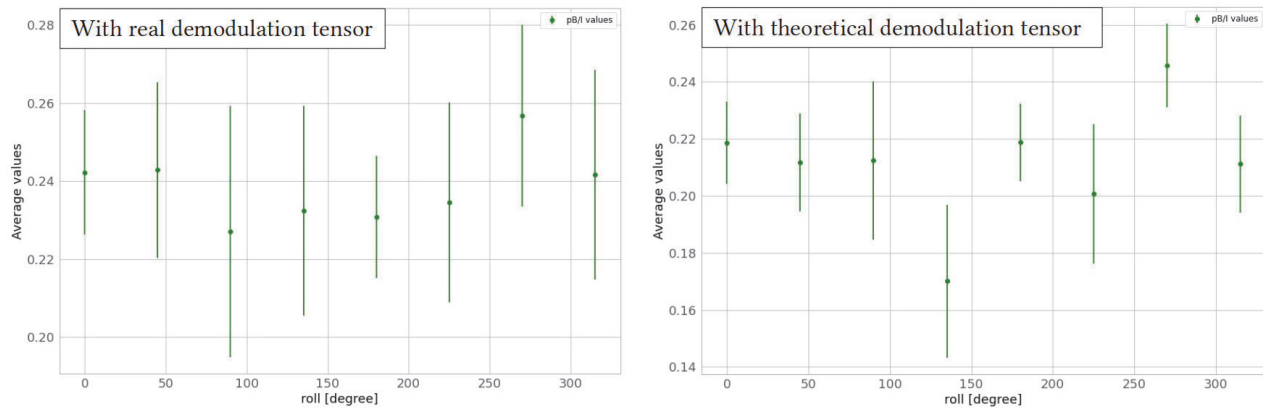 With real demodulation tensor
pB/I values
0.28
0.26
0.24
0.22
0.20
Average values
0 50 100 150 200 250 300
roll [degree]
With theoretical demodulation tensor
pB/I values
0.26
0.24
0.22
0.20
0.18
0.16
0.14
Average values
0 50 100 150 200 250 300
roll [degree]